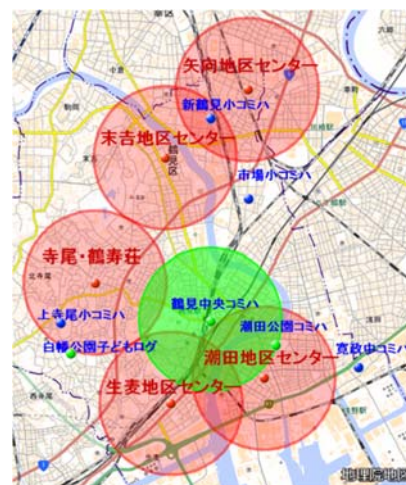 矢向地区センター
新鶴見小コミハ
末吉地区センター
鶴見区
市場小コミハ
寺尾・鶴寿荘
鶴見中央コミハ
上寺尾小コミハ
潮田公園コミハ
白幡公園子どもログ
潮田地区センター
寛政中コミハ
生麦地区センター
地理院地図